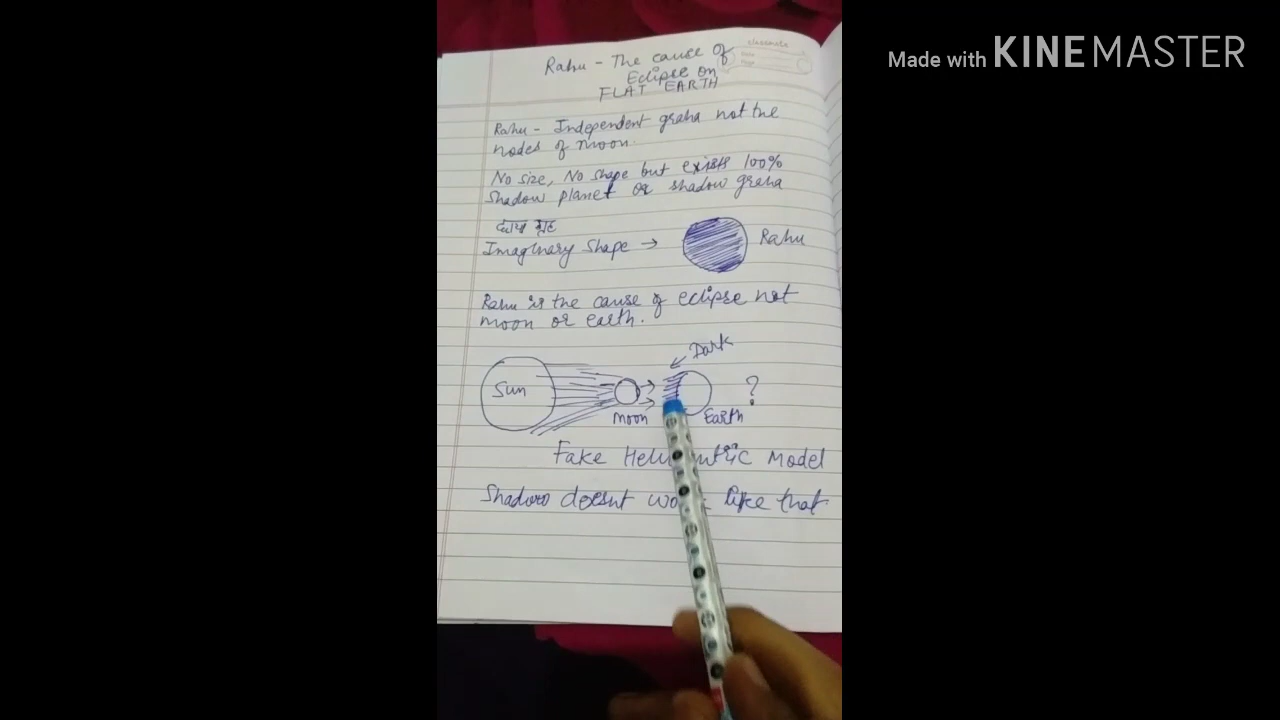 Made with KINEMASTER
Rahu - The cause of
Eclipse on
FLAT EARTH
Rahu - Independent graha not the
nodes of moon.
No size, No shape but exists 100%
Shadow planet or shadow graha
छाया ग्रह
Imaginary Shape → Rahu
Rahu is the cause of eclipse not
moon or earth.
Dark
Sun
?
Moon Earth
Fake Model
Shadow doesnt like that